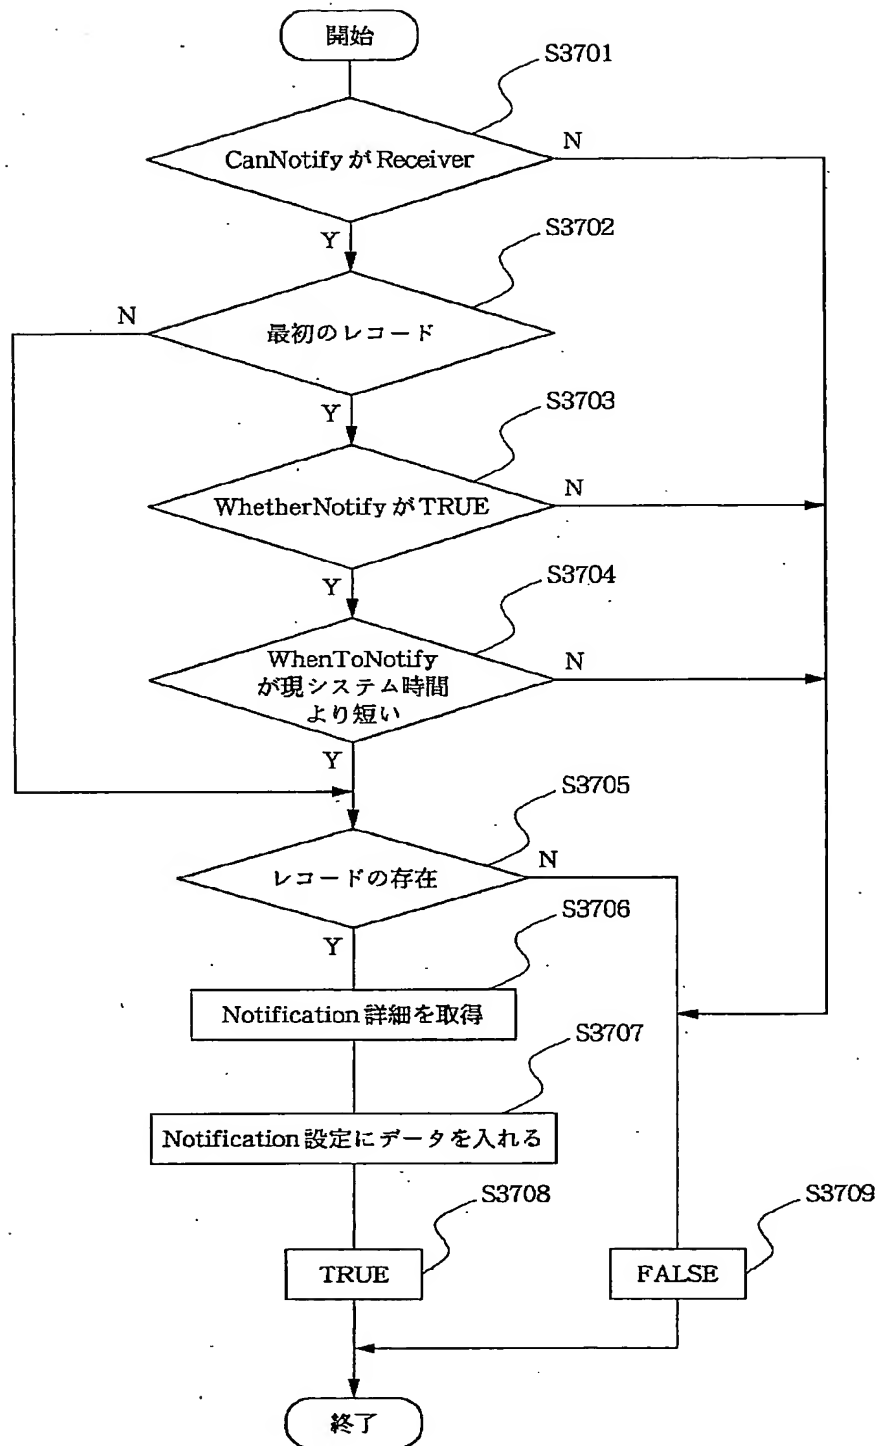 開始
S3701
CanNotify が Receiver
N
Y
S3702
最初のレコード
N
Y
S3703
WhetherNotify が TRUE
N
Y
S3704
WhenToNotify
が現システム時間
より短い
N
Y
S3705
レコードの存在
N
Y
S3706
Notification 詳細を取得
S3707
Notification 設定にデータを入れる
S3708
TRUE
S3709
FALSE
終了